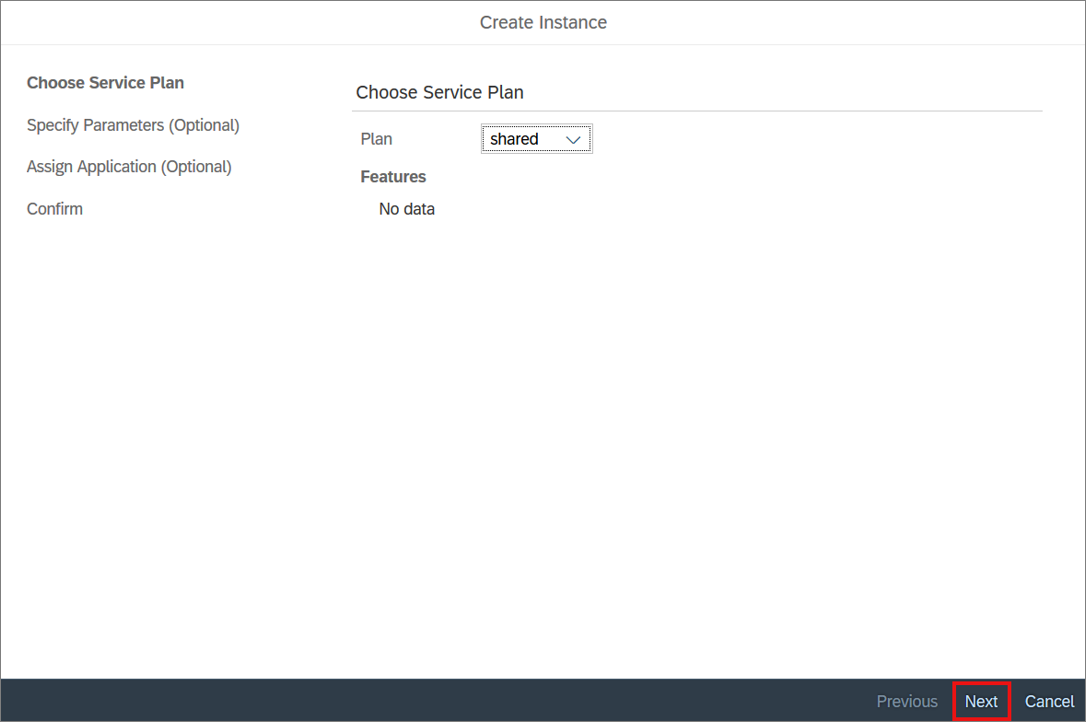 Create Instance
Choose Service Plan
Specify Parameters (Optional)
Assign Application (Optional)
Confirm
Choose Service Plan
Plan shared
Features
No data
Previous Next Cancel